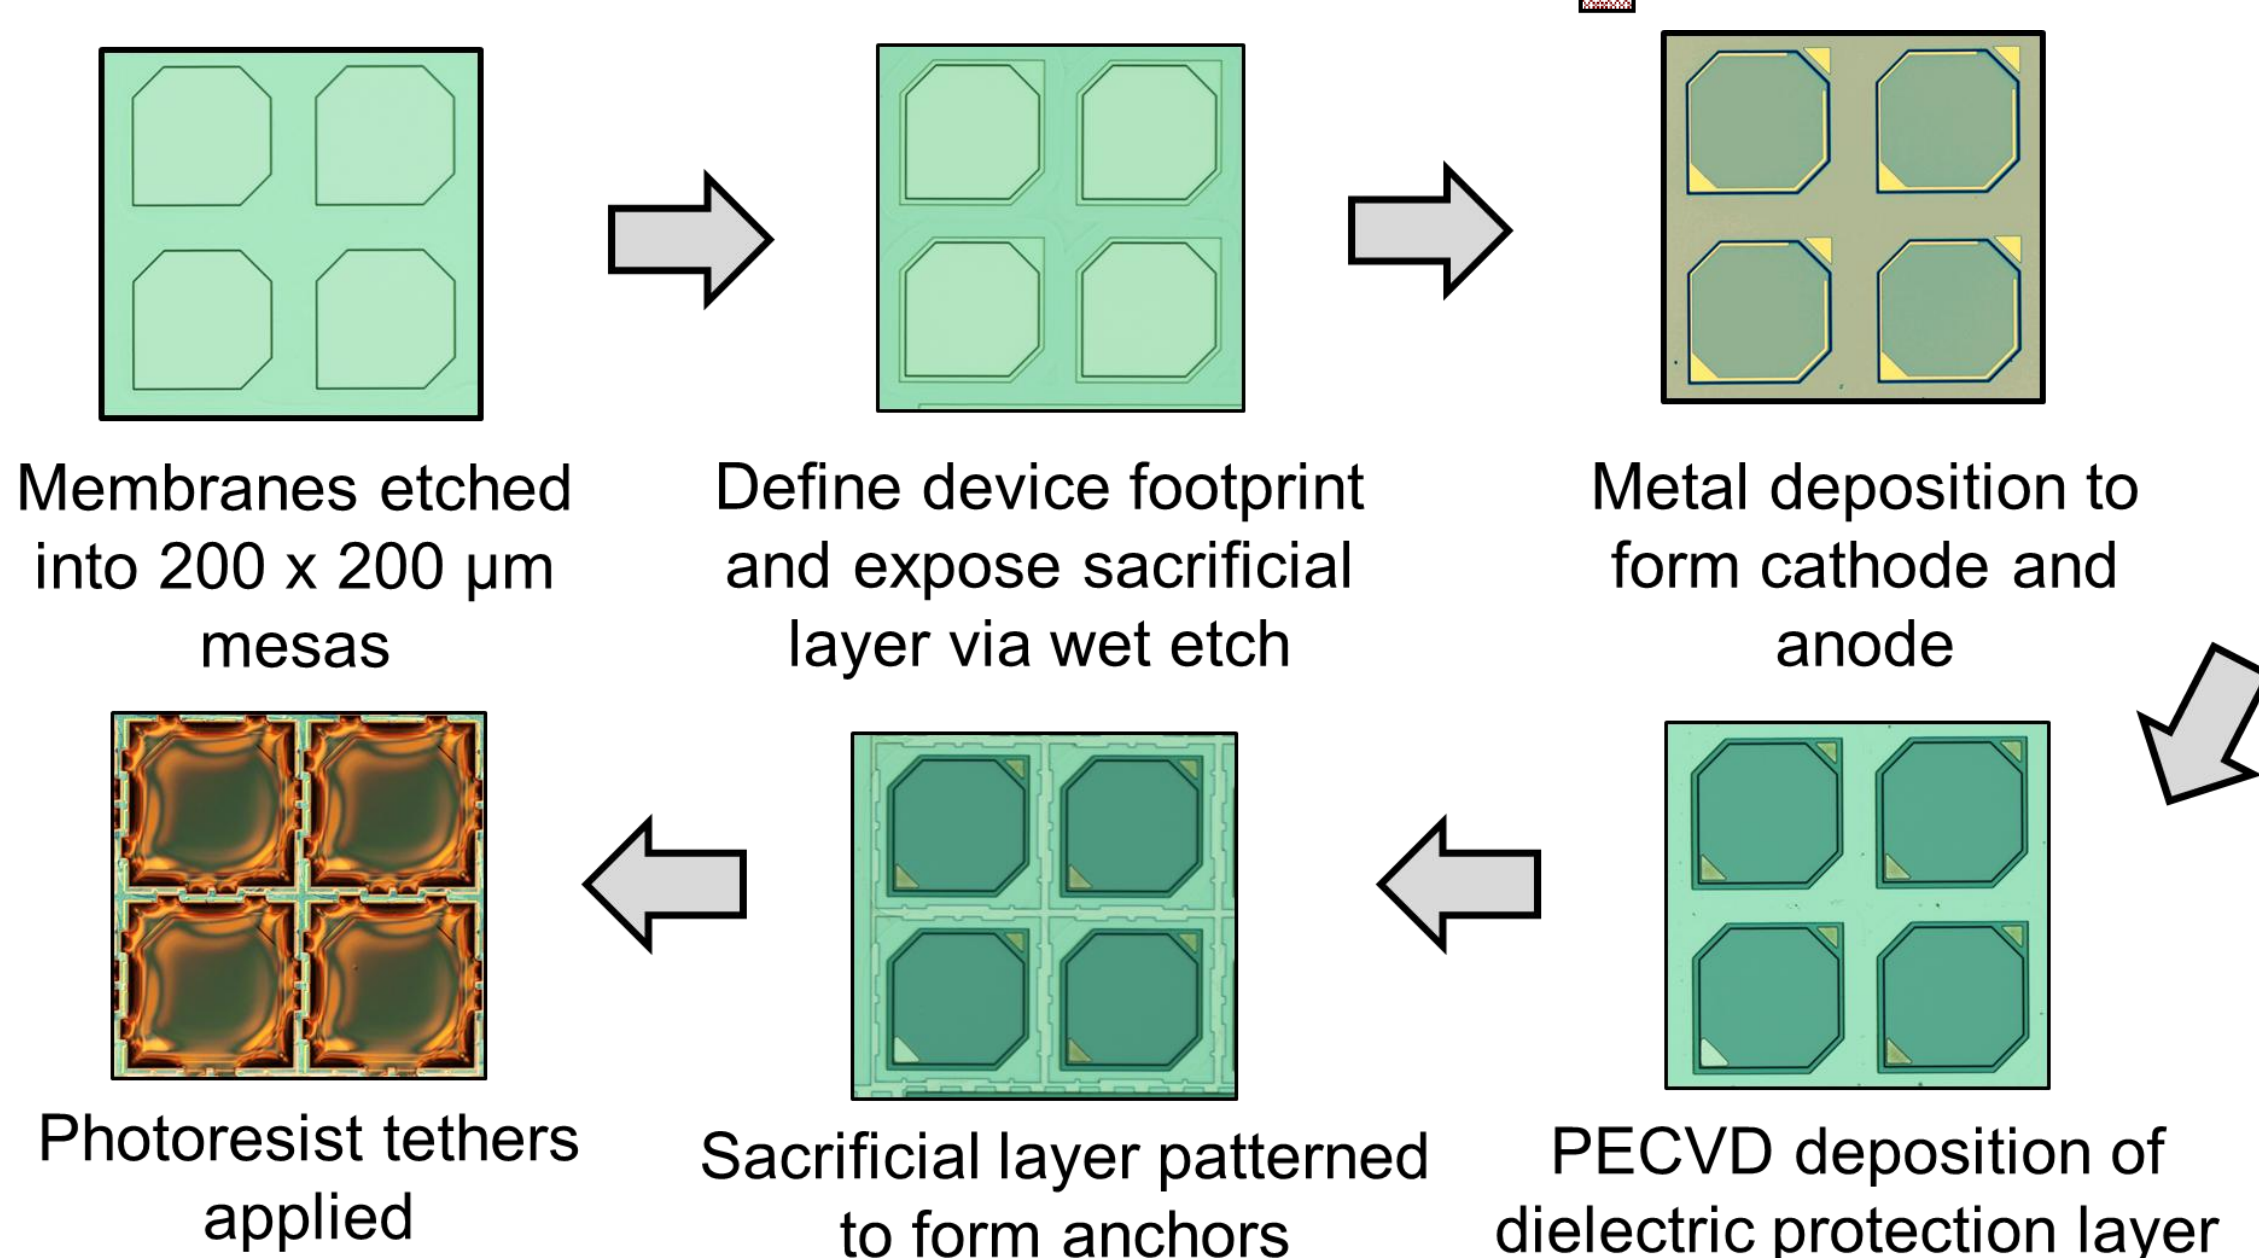 Membranes etched
into 200 x 200 µm
mesas
Define device footprint
and expose sacrificial
layer via wet etch
Metal deposition to
form cathode and
anode
PECVD deposition of
dielectric protection layer
Sacrificial layer patterned
to form anchors
Photoresist tethers
applied